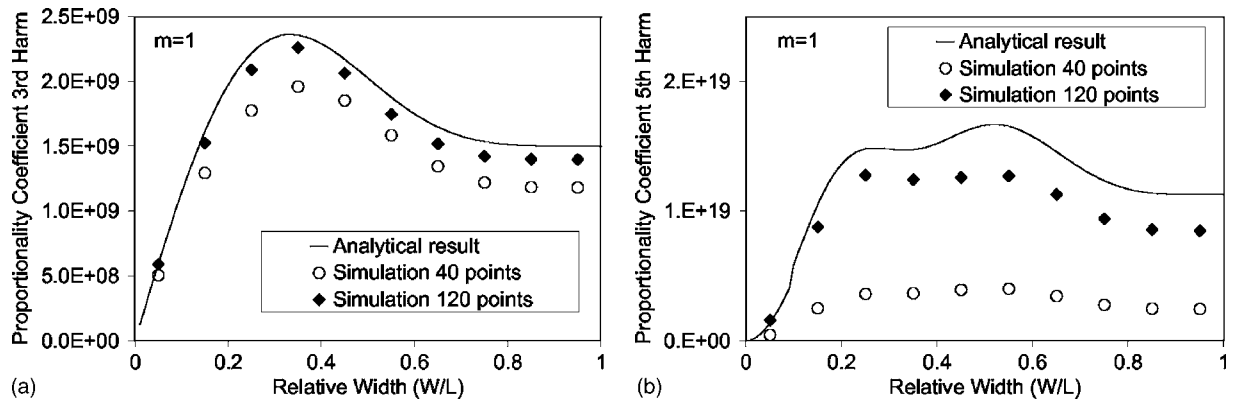 Proportionality Coefficient 3rd Harm
2.5E+09
2.0E+09
1.5E+09
1.0E+09
5.0E+08
0.0E+00
m=1
Analytical result
Simulation 40 points
Simulation 120 points
0 0.2 0.4 0.6 0.8 1
Relative Width (W/L)
(a)
Proportionality Coefficient 5th Harm
2.E+19
1.E+19
0.E+00
m=1
Analytical result
Simulation 40 points
Simulation 120 points
0 0.2 0.4 0.6 0.8 1
Relative Width (W/L)
(b)